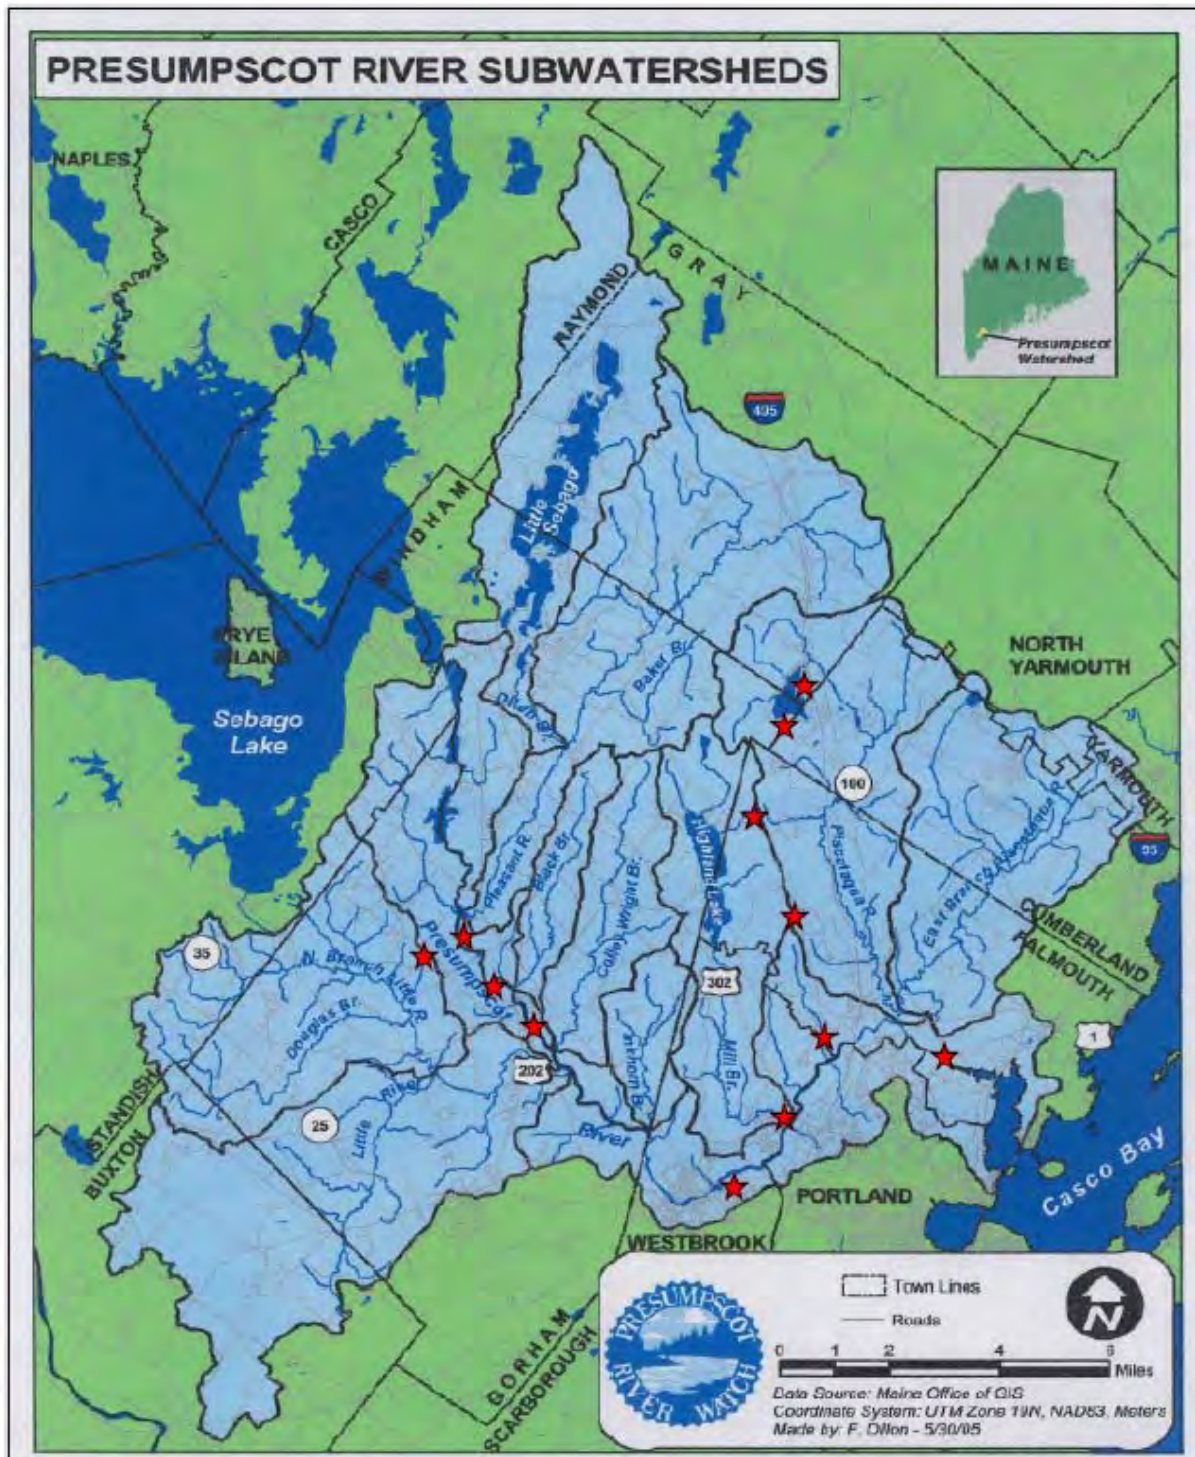 PRESUMPSCOT RIVER SUBWATERSHEDS
NAPLES
CASCO
RAYMOND
GRAY
MAINE
Presumpscot
Watershed
495
Little
Sebago
WINDHAM
FRYE
ISLAND
Sebago
Lake
NORTH
YARMOUTH
YARMOUTH
Baker Br.
Ditch Br.
100
95
Pleasant R.
Black Br.
Colley Wright Br.
Highland Lake
Piscataqua R.
East Branch Piscataqua R.
CUMBERLAND
FALMOUTH
35
N. Branch Little R.
Douglas Br.
Presumpscot
302
1
202
Inkhorn B.
Mill Br.
STANDISH
BUXTON
25
Little
River
River
PORTLAND
Casco Bay
WESTBROOK
GORHAM
SCARBOROUGH
PRESUMPSCOT
RIVER WATCH
Town Lines
Roads
N
0 1 2 4 6
Miles
Data Source: Maine Office of GIS
Coordinate System: UTM Zone 19N, NAD83, Meters
Made by: F. Dillon - 5/30/05